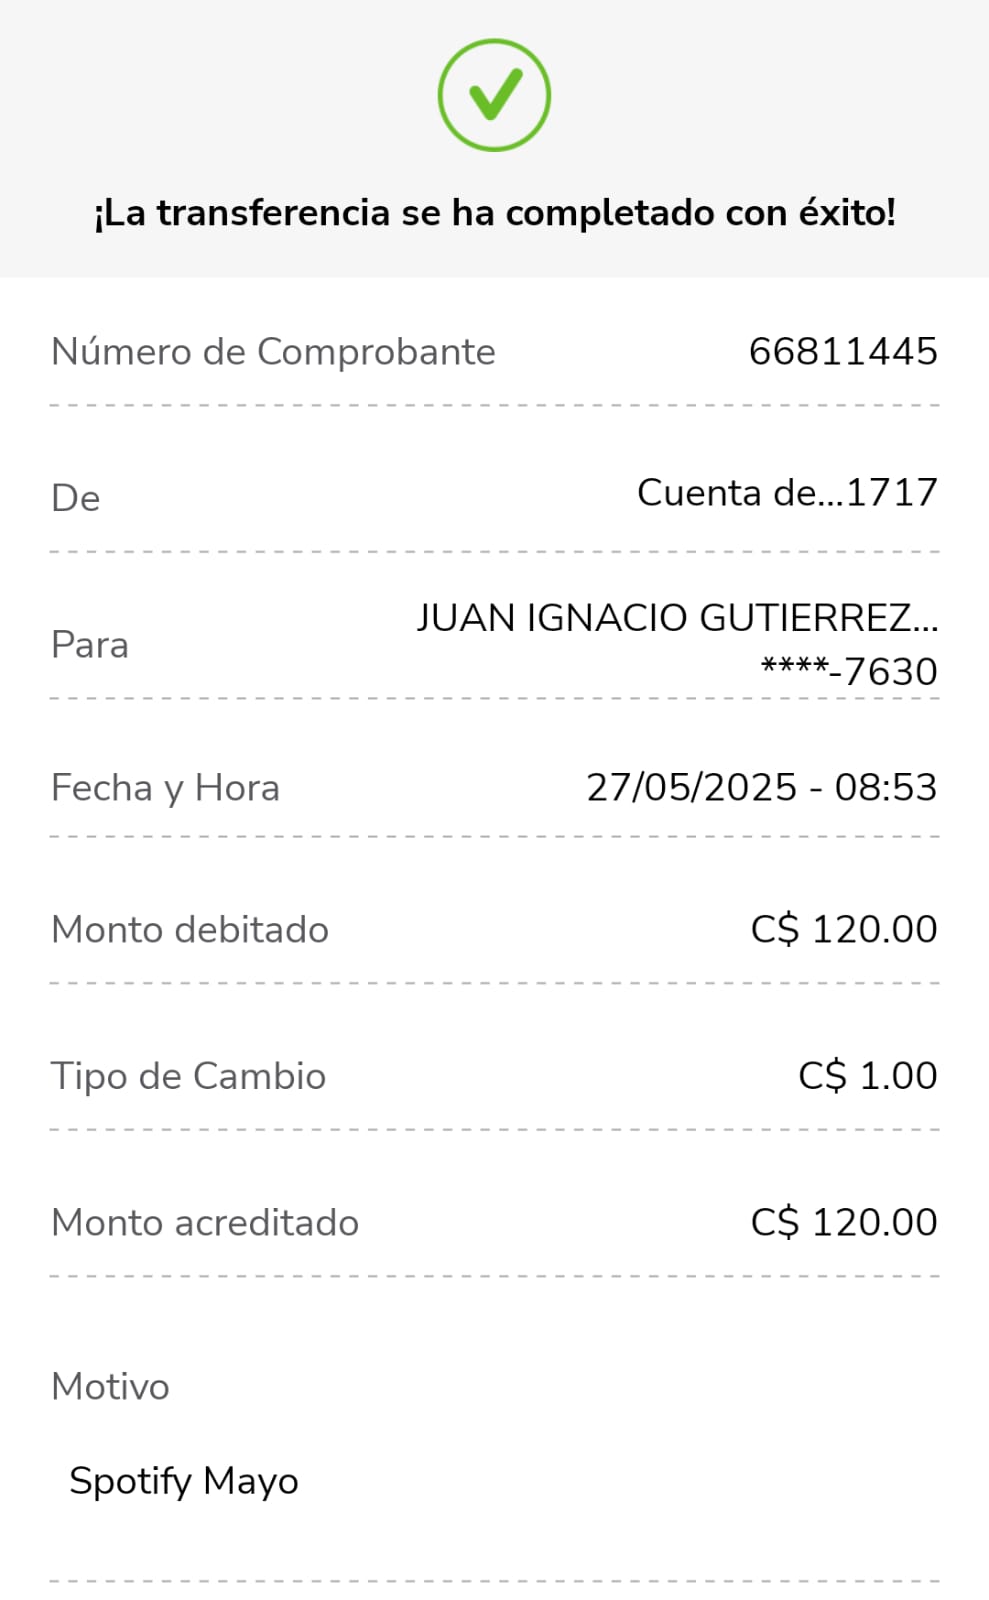 ¡La transferencia se ha completado con éxito!
Número de Comprobante 66811445
De Cuenta de...1717
Para JUAN IGNACIO GUTIERREZ...
****-7630
Fecha y Hora 27/05/2025 - 08:53
Monto debitado C$ 120.00
Tipo de Cambio C$ 1.00
Monto acreditado C$ 120.00
Motivo
Spotify Mayo